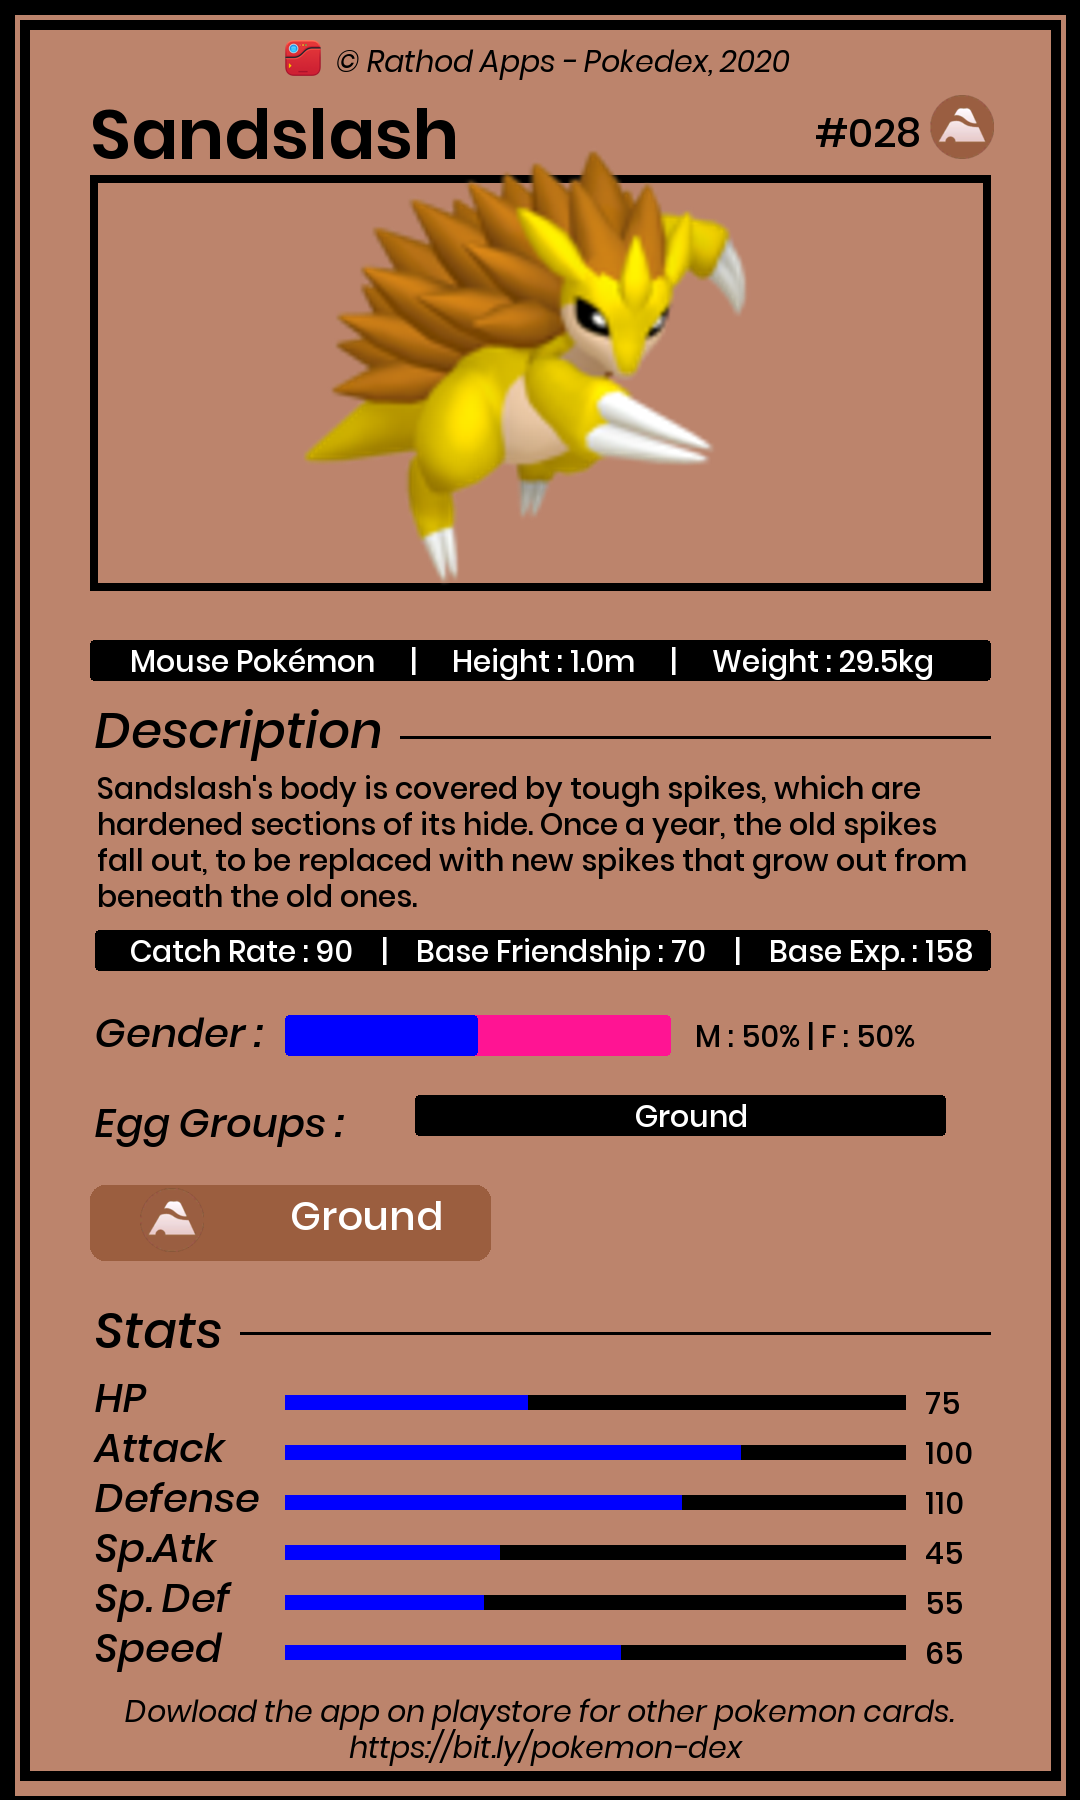 © Rathod Apps - Pokedex, 2020
Sandslash #028
Mouse Pokémon | Height : 1.0m | Weight : 29.5kg
Description
Sandslash's body is covered by tough spikes, which are
hardened sections of its hide. Once a year, the old spikes
fall out, to be replaced with new spikes that grow out from
beneath the old ones.
Catch Rate : 90 | Base Friendship : 70 | Base Exp. : 158
Gender : M : 50% | F : 50%
Egg Groups : Ground
Ground
Stats
HP 75
Attack 100
Defense 110
Sp.Atk 45
Sp. Def 55
Speed 65
Dowload the app on playstore for other pokemon cards.
https://bit.ly/pokemon-dex